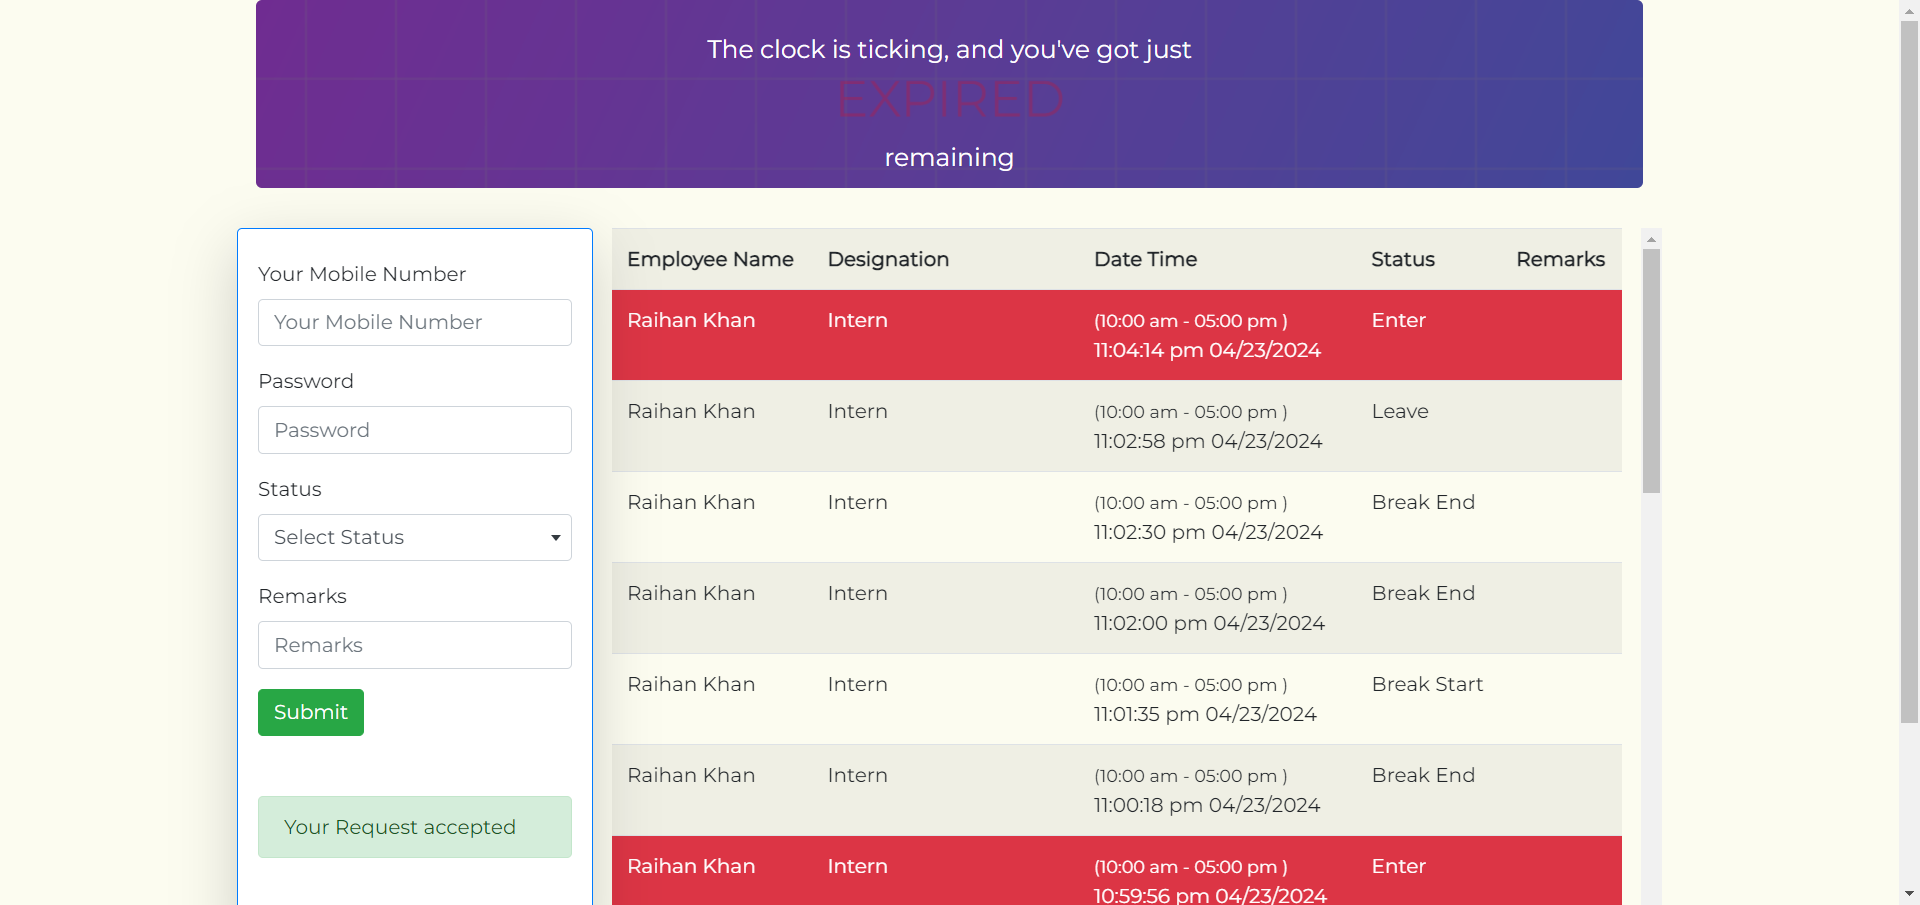 The clock is ticking, and you've got just
EXPIRED
remaining
Your Mobile Number
Your Mobile Number
Password
Password
Status
Select Status
Remarks
Remarks
Submit
Your Request accepted
Employee Name Designation Date Time Status Remarks
Raihan Khan Intern (10:00 am - 05:00 pm ) Enter
11:04:14 pm 04/23/2024
Raihan Khan Intern (10:00 am - 05:00 pm ) Leave
11:02:58 pm 04/23/2024
Raihan Khan Intern (10:00 am - 05:00 pm ) Break End
11:02:30 pm 04/23/2024
Raihan Khan Intern (10:00 am - 05:00 pm ) Break End
11:02:00 pm 04/23/2024
Raihan Khan Intern (10:00 am - 05:00 pm ) Break Start
11:01:35 pm 04/23/2024
Raihan Khan Intern (10:00 am - 05:00 pm ) Break End
11:00:18 pm 04/23/2024
Raihan Khan Intern (10:00 am - 05:00 pm ) Enter
10:59:56 pm 04/23/2024